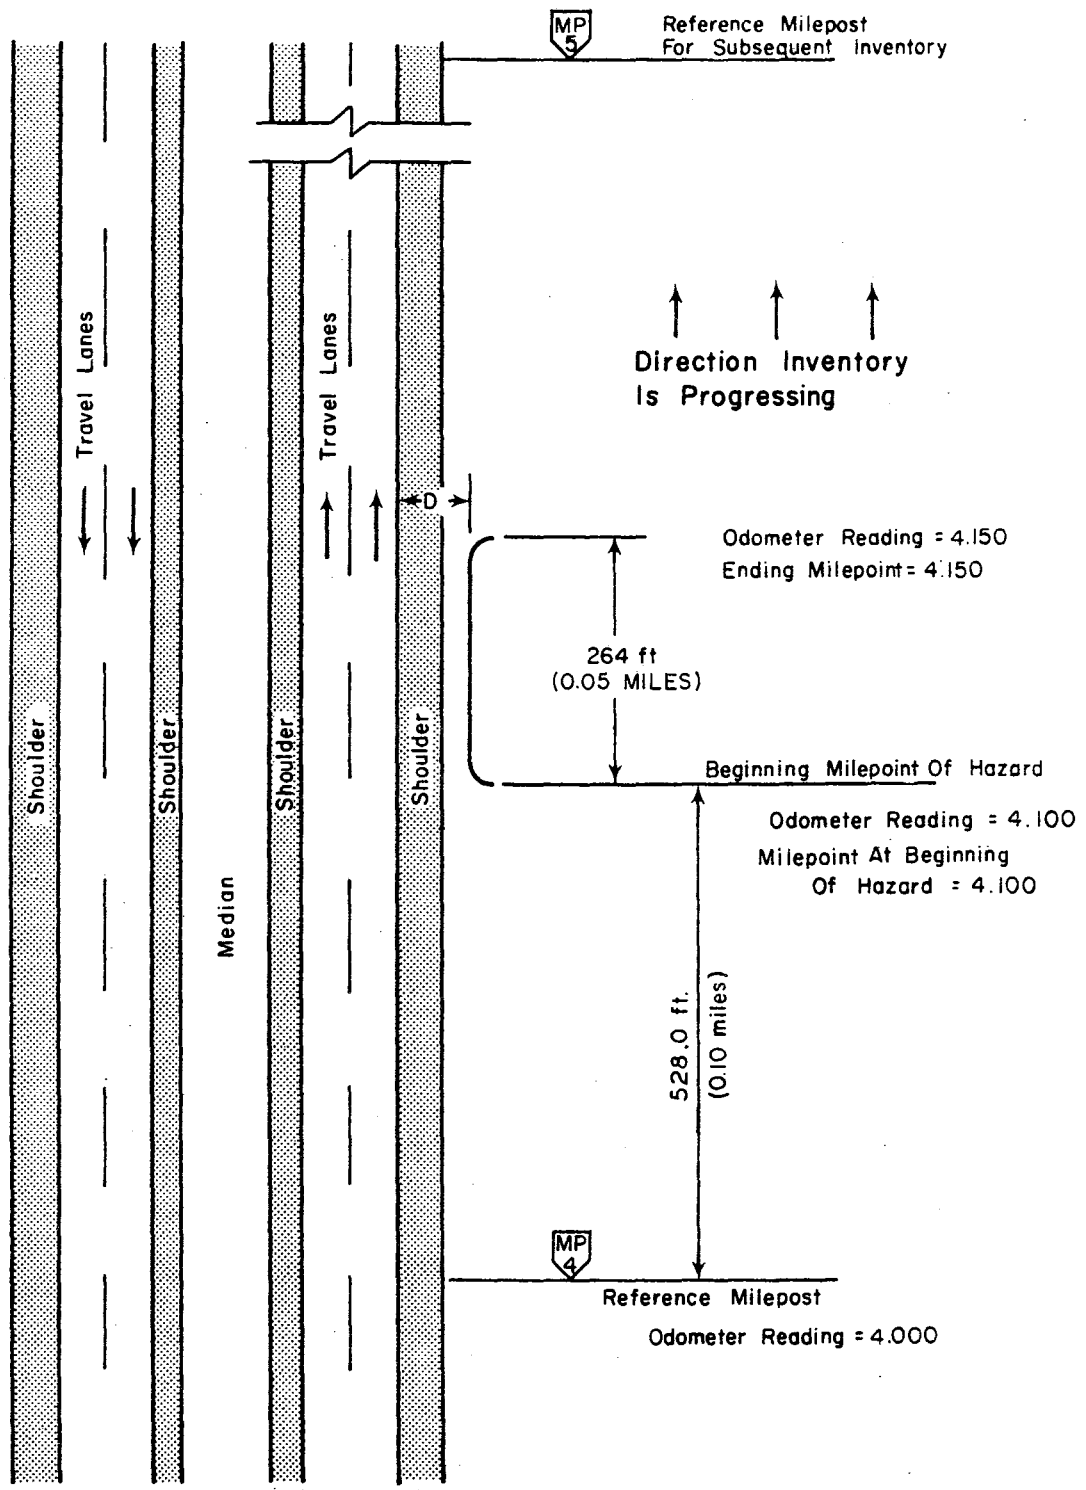 MP
5
Reference Milepost
For Subsequent Inventory
Travel Lanes
Travel Lanes
Direction Inventory
Is Progressing
D
Odometer Reading = 4.150
Ending Milepoint = 4.150
264 ft
(0.05 MILES)
Shoulder
Shoulder
Shoulder
Shoulder
Beginning Milepoint Of Hazard
Odometer Reading = 4.100
Milepoint At Beginning
Of Hazard = 4.100
Median
528.0 ft.
(0.10 miles)
MP
4
Reference Milepost
Odometer Reading = 4.000